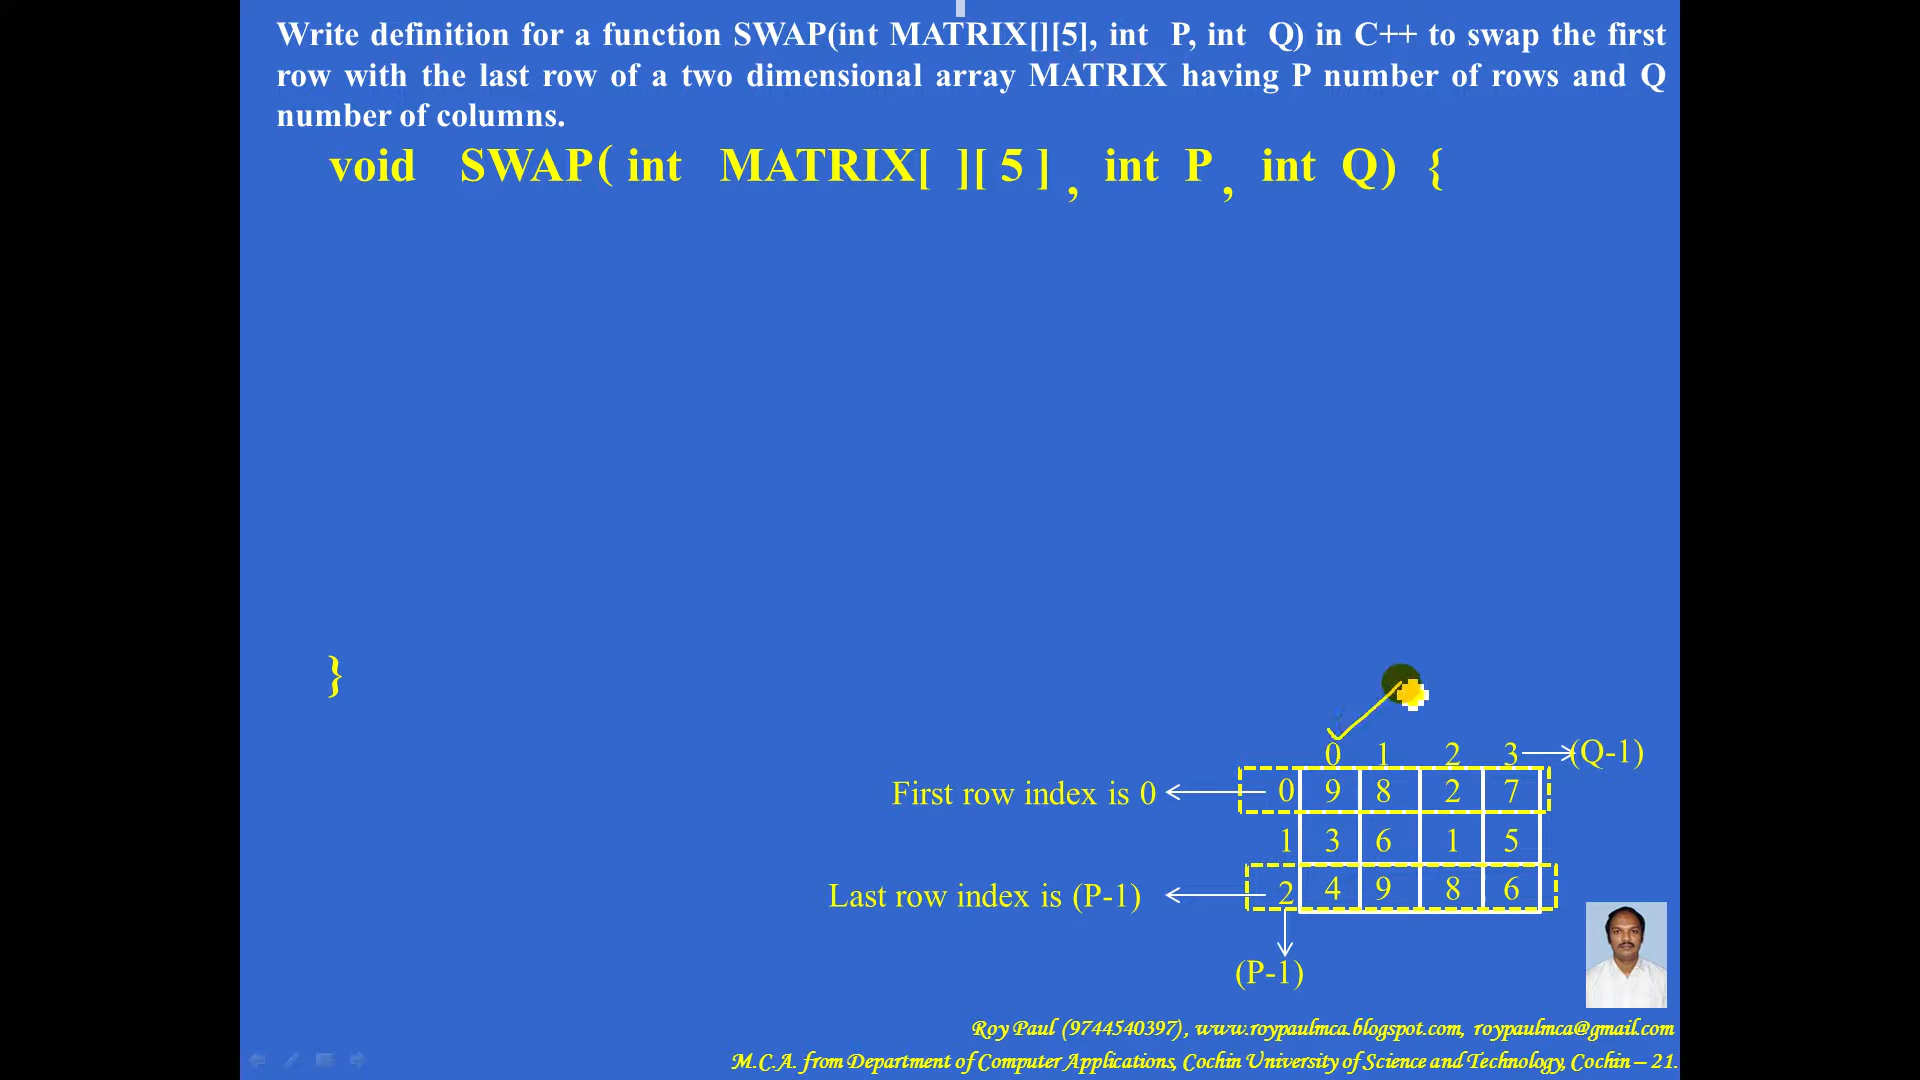 Write definition for a function SWAP(int MATRIX[][5], int P, int Q) in C++ to swap the first
row with the last row of a two dimensional array MATRIX having P number of rows and Q
number of columns.
void SWAP( int MATRIX[ ][ 5 ] , int P , int Q) {
}
0 1 2 3 (Q-1)
First row index is 0 0 9 8 2 7
1 3 6 1 5
Last row index is (P-1) 2 4 9 8 6
(P-1)
Roy Paul (9744540397), www.roypaulmca.blogspot.com, roypaulmca@gmail.com
M.C.A. from Department of Computer Applications, Cochin University of Science and Technology, Cochin – 21.